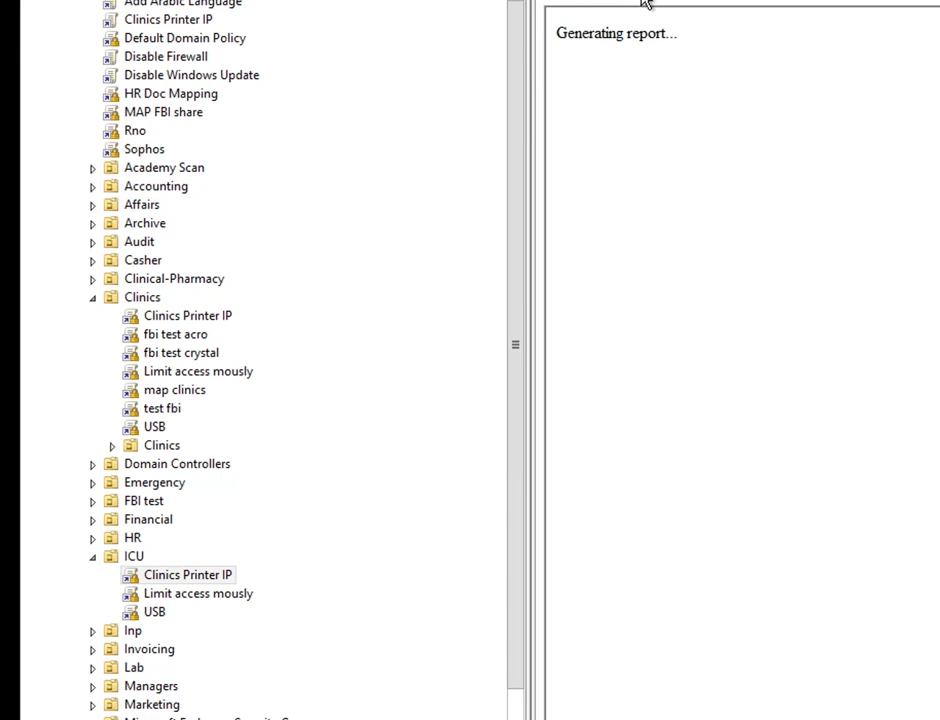 Add Arabic Language
Clinics Printer IP
Default Domain Policy
Disable Firewall
Disable Windows Update
HR Doc Mapping
MAP FBI share
Rno
Sophos
Academy Scan
Accounting
Affairs
Archive
Audit
Casher
Clinical-Pharmacy
Clinics
Clinics Printer IP
fbi test acro
fbi test crystal
Limit access mously
map clinics
test fbi
USB
Clinics
Domain Controllers
Emergency
FBI test
Financial
HR
ICU
Clinics Printer IP
Limit access mously
USB
Inp
Invoicing
Lab
Managers
Marketing
Generating report...